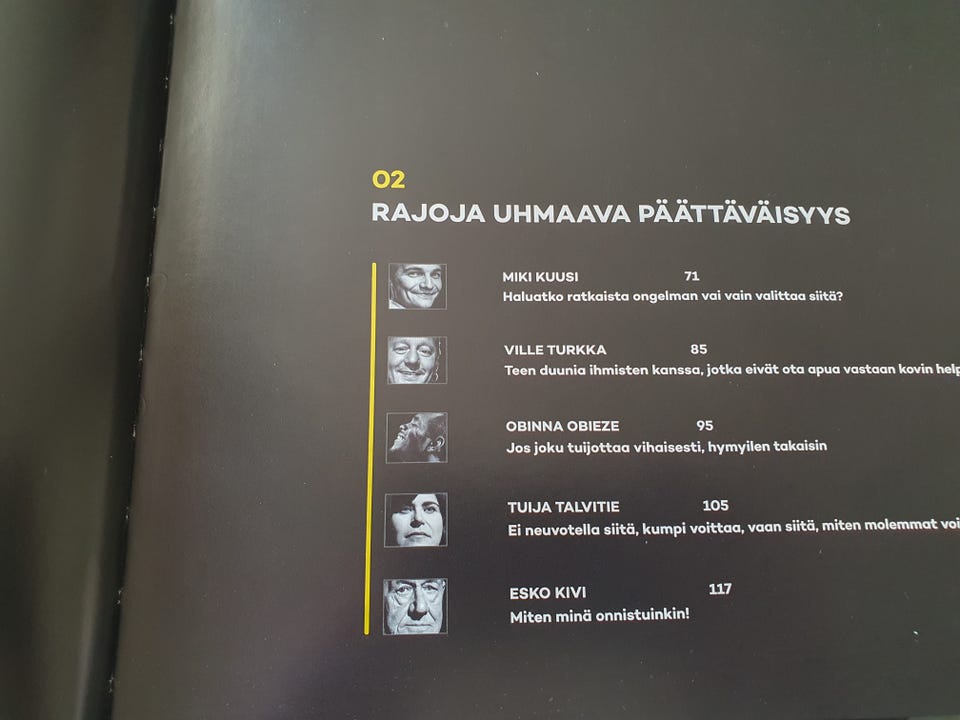 02
RAJOJA UHMAAVA PÄÄTTÄVÄISYYS
MIKI KUUSI 71
Haluatko ratkaista ongelman vai vain valittaa siitä?
VILLE TURKKA 85
Teen duunia ihmisten kanssa, jotka eivät ota apua vastaan kovin
OBINNA OBIEZE 95
Jos joku tuijottaa vihaisesti, hymyilen takaisin
TUIJA TALVITIE 105
Ei neuvotella siitä, kumpi voittaa, vaan siitä, miten molemmat
ESKO KIVI 117
Miten minä onnistuinkin!